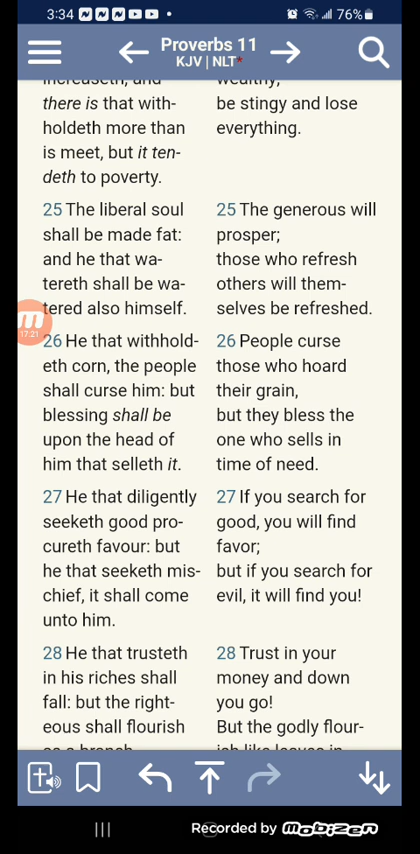 3:34 76%
Proverbs 11
KJV | NLT*
increaseth, and
there is that with-
holdeth more than
is meet, but it ten-
deth to poverty.
25 The liberal soul
shall be made fat:
and he that wa-
tereth shall be wa-
tered also himself.
26 He that withhold-
eth corn, the people
shall curse him: but
blessing shall be
upon the head of
him that selleth it.
27 He that diligently
seeketh good pro-
cureth favour: but
he that seeketh mis-
chief, it shall come
unto him.
28 He that trusteth
in his riches shall
fall: but the right-
eous shall flourish
as a branch
wealthy;
be stingy and lose
everything.
25 The generous will
prosper;
those who refresh
others will them-
selves be refreshed.
26 People curse
those who hoard
their grain,
but they bless the
one who sells in
time of need.
27 If you search for
good, you will find
favor;
but if you search for
evil, it will find you!
28 Trust in your
money and down
you go!
But the godly flour-
ish like leaves in
m
17:21
Recorded by mobizen